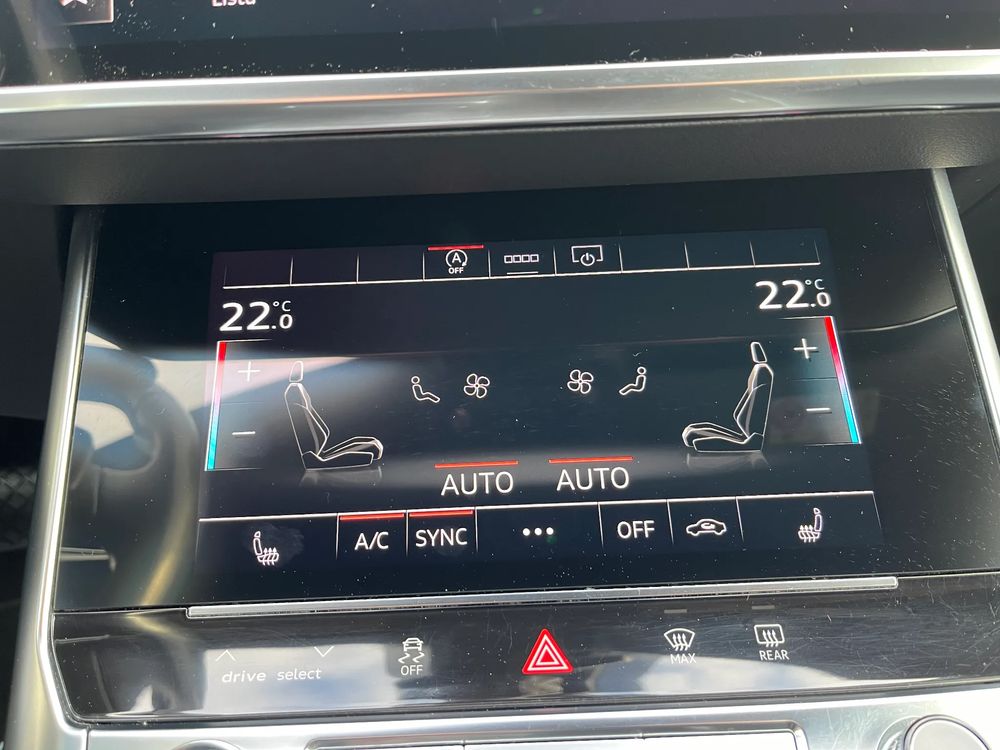 Lista
A
OFF
22.0 °C
22.0 °C
+
+
−
−
AUTO
AUTO
A/C
SYNC
•••
OFF
drive select
OFF
MAX
REAR